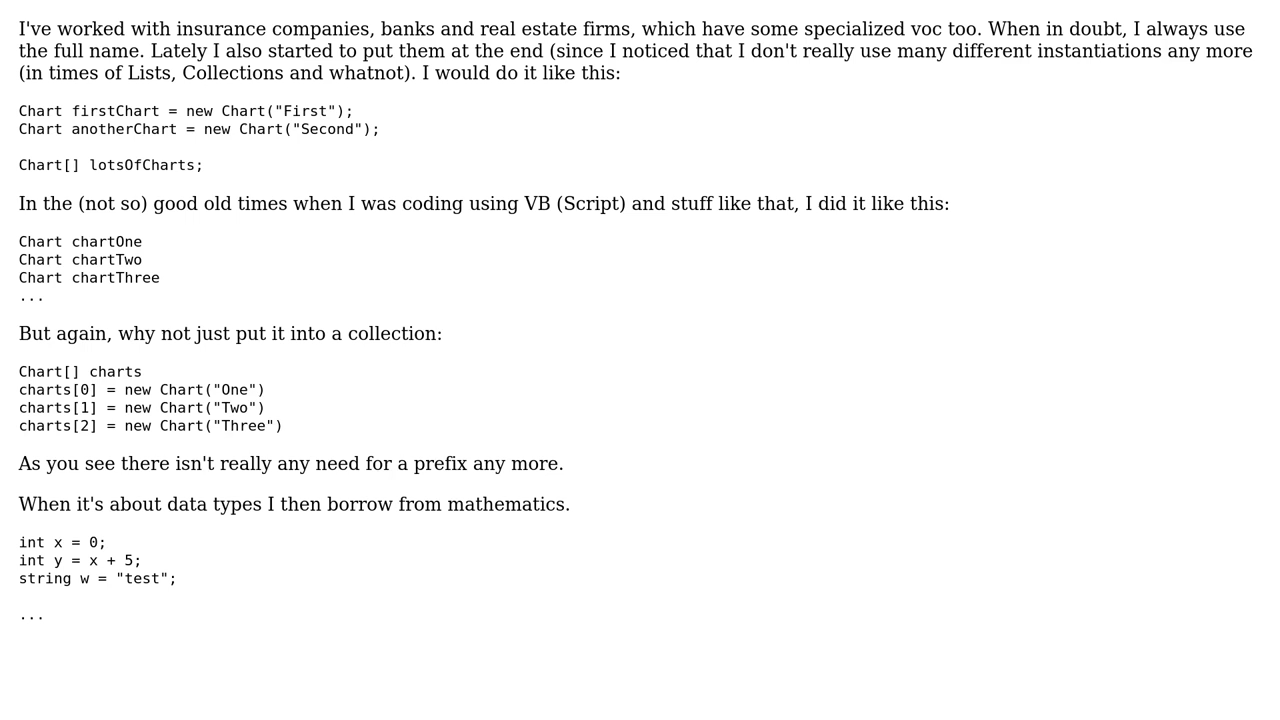 I've worked with insurance companies, banks and real estate firms, which have some specialized voc too. When in doubt, I always use
the full name. Lately I also started to put them at the end (since I noticed that I don't really use many different instantiations any more
(in times of Lists, Collections and whatnot). I would do it like this:
Chart firstChart = new Chart("First");
Chart anotherChart = new Chart("Second");
Chart[] lotsOfCharts;
In the (not so) good old times when I was coding using VB (Script) and stuff like that, I did it like this:
Chart chartOne
Chart chartTwo
Chart chartThree
...
But again, why not just put it into a collection:
Chart[] charts
charts[0] = new Chart("One")
charts[1] = new Chart("Two")
charts[2] = new Chart("Three")
As you see there isn't really any need for a prefix any more.
When it's about data types I then borrow from mathematics.
int x = 0;
int y = x + 5;
string w = "test";
...